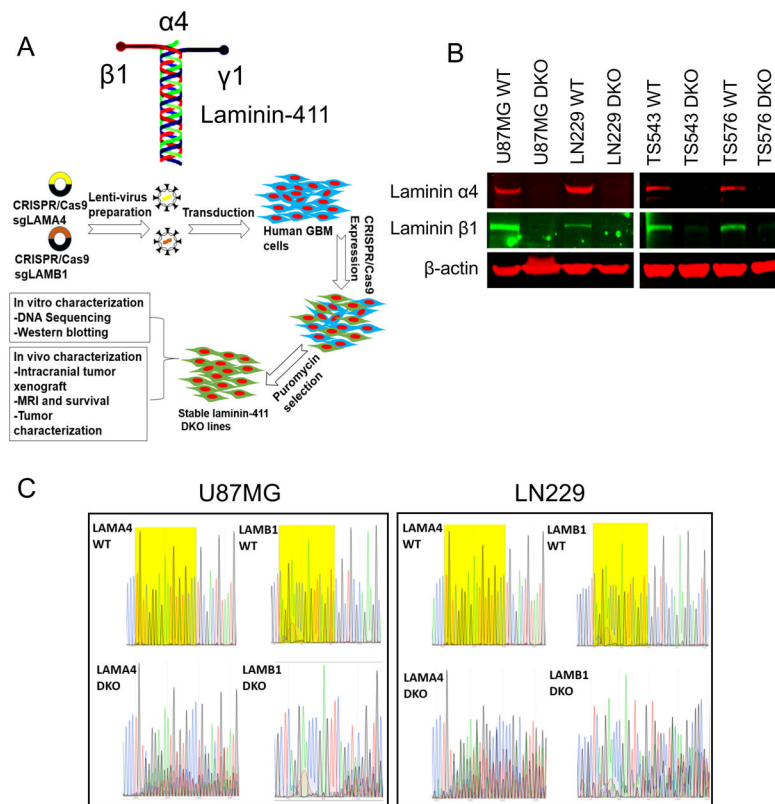 A
α4
β1
γ1
Laminin-411
CRISPR/Cas9
sgLAMA4
CRISPR/Cas9
sgLAMB1
Lenti-virus
preparation
Transduction
Human GBM
cells
CRISPR/Cas9
Expression
Puromycin
selection
Stable laminin-411
DKO lines
In vitro characterization
-DNA Sequencing
-Western blotting
In vivo characterization
-Intracranial tumor
xenograft
-MRI and survival
-Tumor
characterization
B
U87MG WT
U87MG DKO
LN229 WT
LN229 DKO
TS543 WT
TS543 DKO
TS576 WT
TS576 DKO
Laminin α4
Laminin β1
β-actin
C
U87MG
LAMA4
WT
LAMB1
WT
LAMA4
DKO
LAMB1
DKO
LN229
LAMA4
WT
LAMB1
WT
LAMA4
DKO
LAMB1
DKO